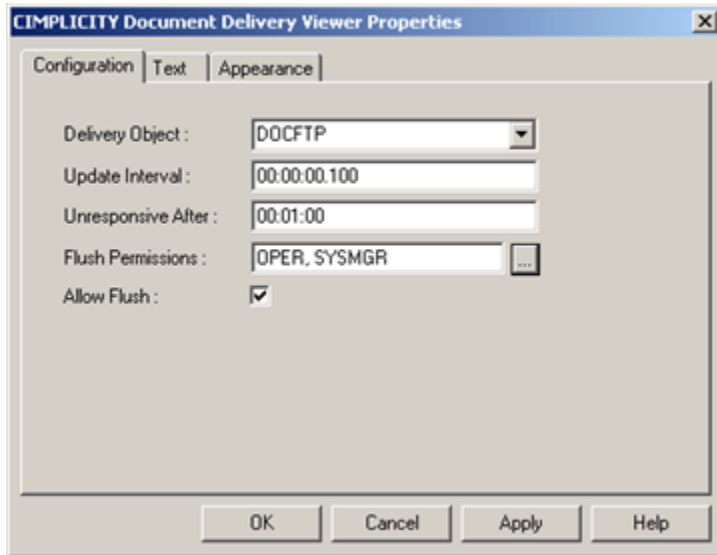 CIMPLICITY Document Delivery Viewer Properties
Configuration Text Appearance
Delivery Object : DOCFTP
Update Interval : 00:00:00.100
Unresponsive After : 00:01:00
Flush Permissions : OPER, SYSMGR ...
Allow Flush :
OK Cancel Apply Help